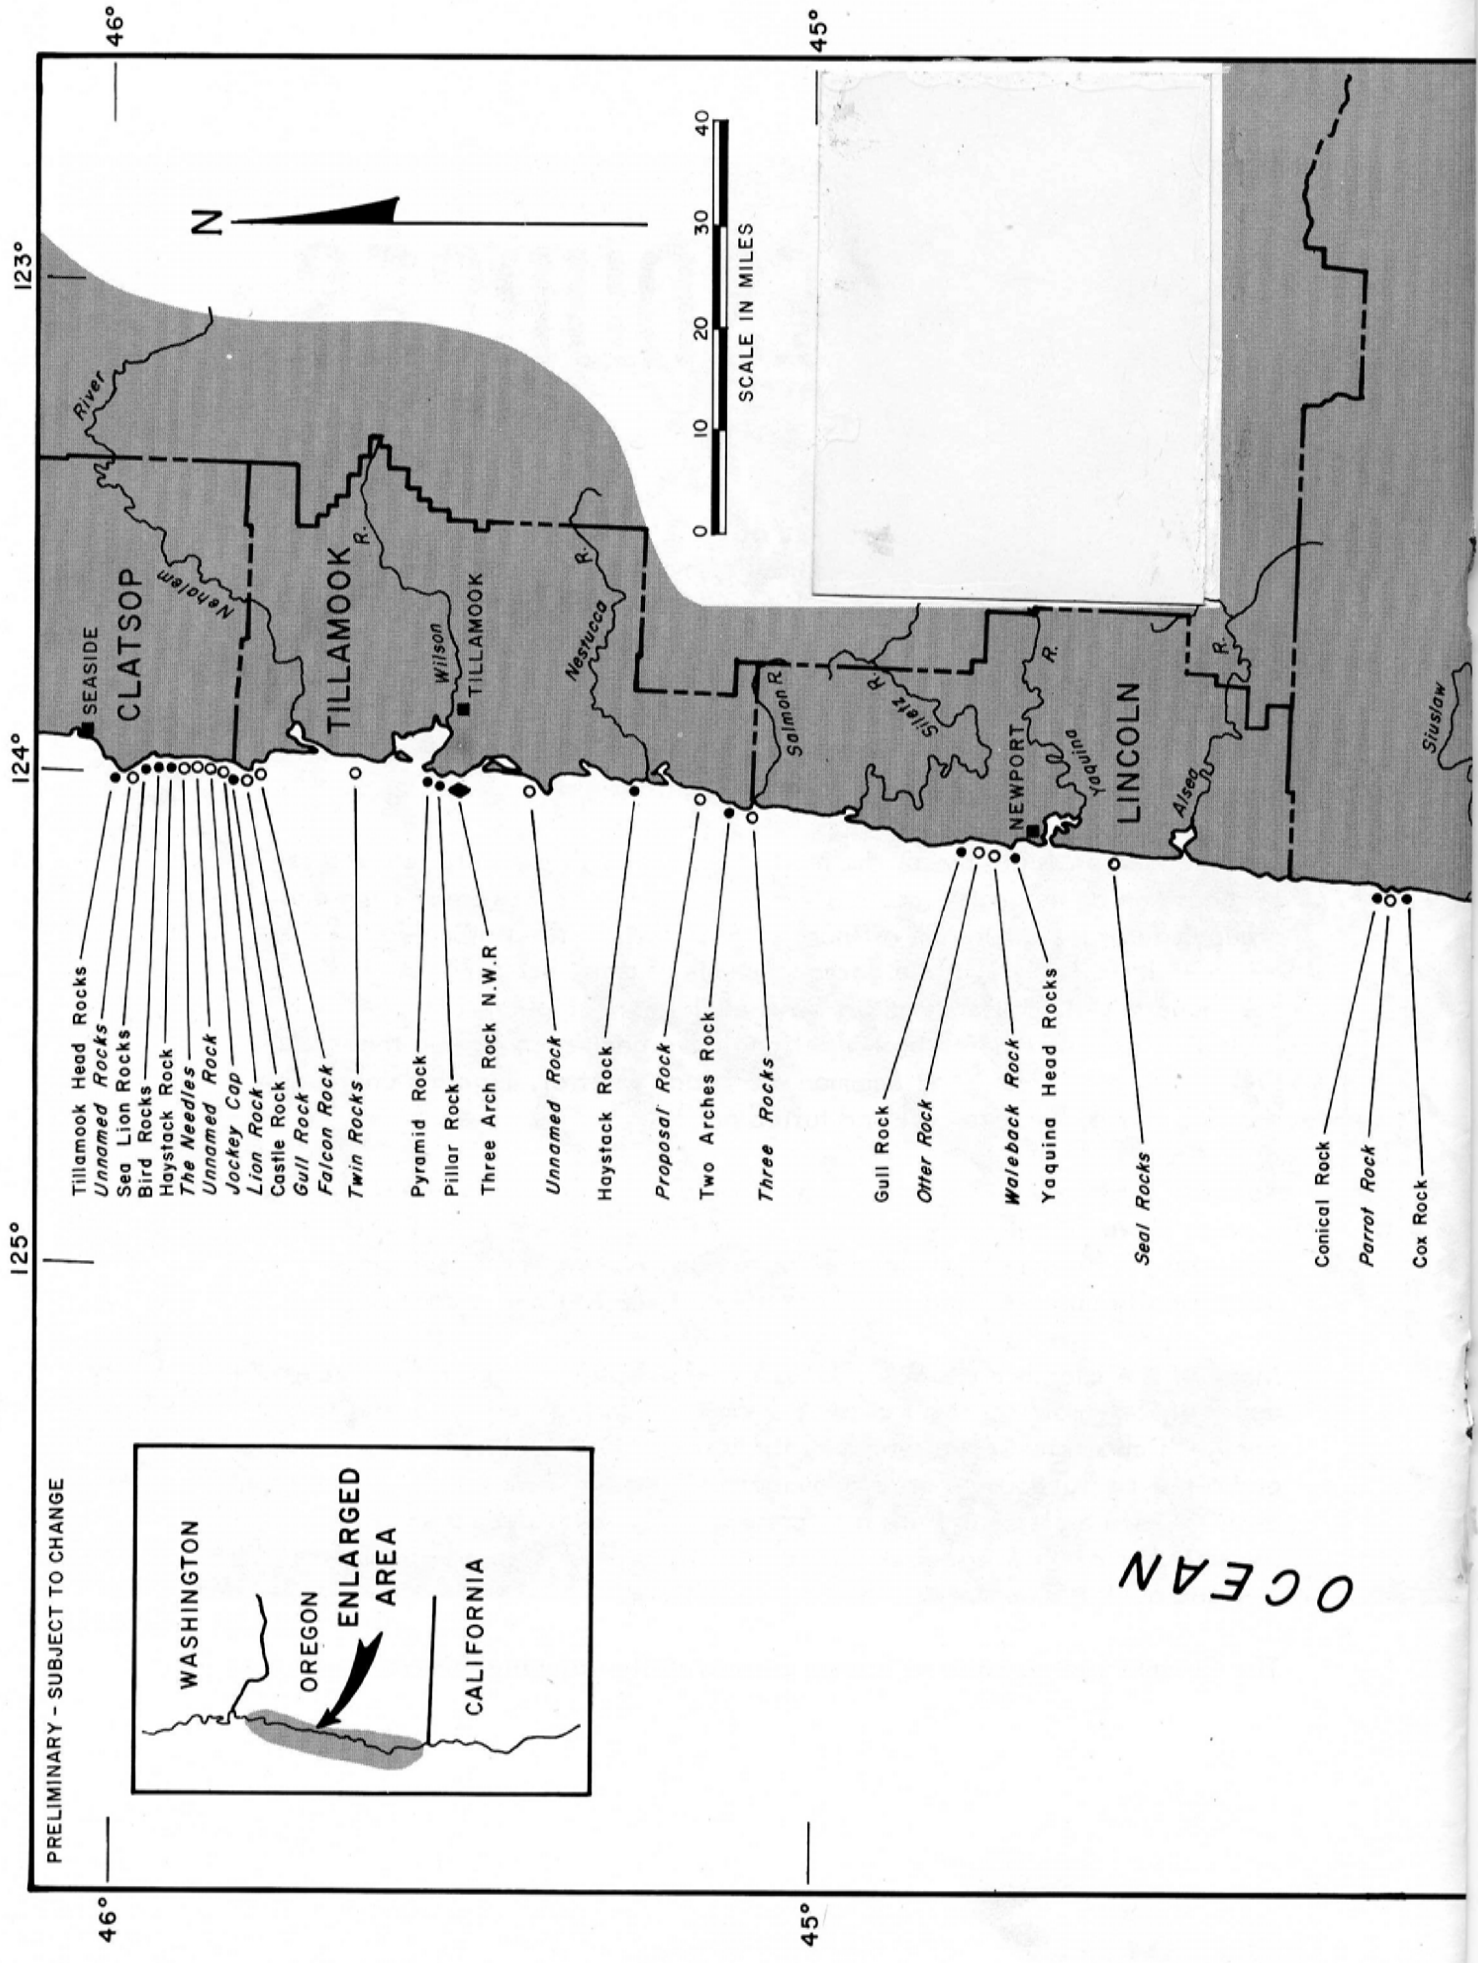 PRELIMINARY - SUBJECT TO CHANGE
46°
45°
125°
124°
123°
46°
45°
WASHINGTON
OREGON
ENLARGED
AREA
CALIFORNIA
N
0 10 20 30 40
SCALE IN MILES
Tillamook Head Rocks
Unnamed Rocks
Sea Lion Rocks
Bird Rocks
Haystack Rock
The Needles
Unnamed Rock
Jockey Cap
Lion Rock
Castle Rock
Gull Rock
Falcon Rock
Twin Rocks
Pyramid Rock
Pillar Rock
Three Arch Rock N.W.R
Unnamed Rock
Haystack Rock
Proposal Rock
Two Arches Rock
Three Rocks
Gull Rock
Otter Rock
Waleback Rock
Yaquina Head Rocks
Seal Rocks
Conical Rock
Parrot Rock
Cox Rock
SEASIDE
CLATSOP
Nehalem
River
TILLAMOOK
Wilson
R.
TILLAMOOK
Nestucca
R.
Salmon R.
Siletz
R.
NEWPORT
Yaquina
R.
LINCOLN
Alsea
R.
Siuslaw
OCEAN